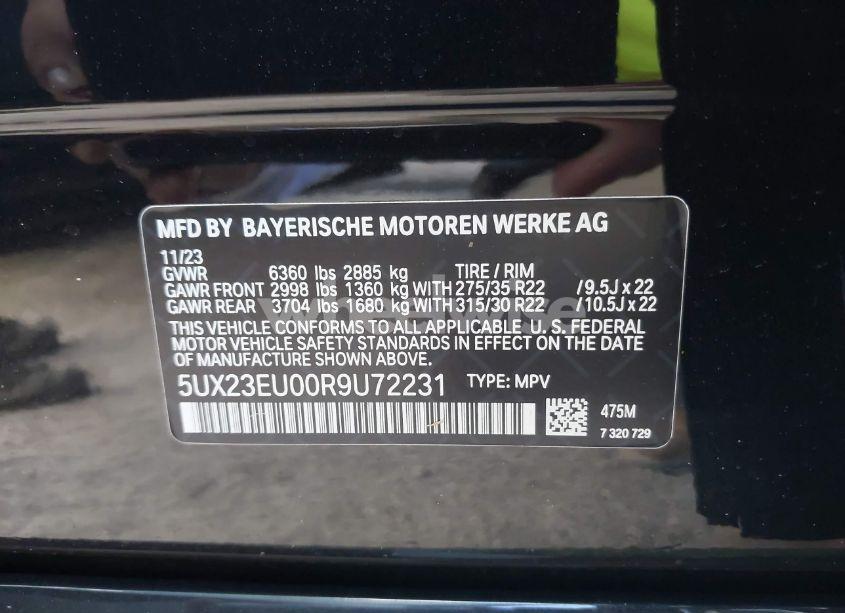 MFD BY BAYERISCHE MOTOREN WERKE AG
11/23
GVWR 6360 lbs 2885 kg TIRE / RIM
GAWR FRONT 2998 lbs 1360 kg WITH 275/35 R22 / 9.5J x 22
GAWR REAR 3704 lbs 1680 kg WITH 315/30 R22 / 10.5J x 22
THIS VEHICLE CONFORMS TO ALL APPLICABLE U. S. FEDERAL
MOTOR VEHICLE SAFETY STANDARDS IN EFFECT ON THE DATE
OF MANUFACTURE SHOWN ABOVE.
5UX23EU00R9U72231 TYPE: MPV
475M
7 320 729